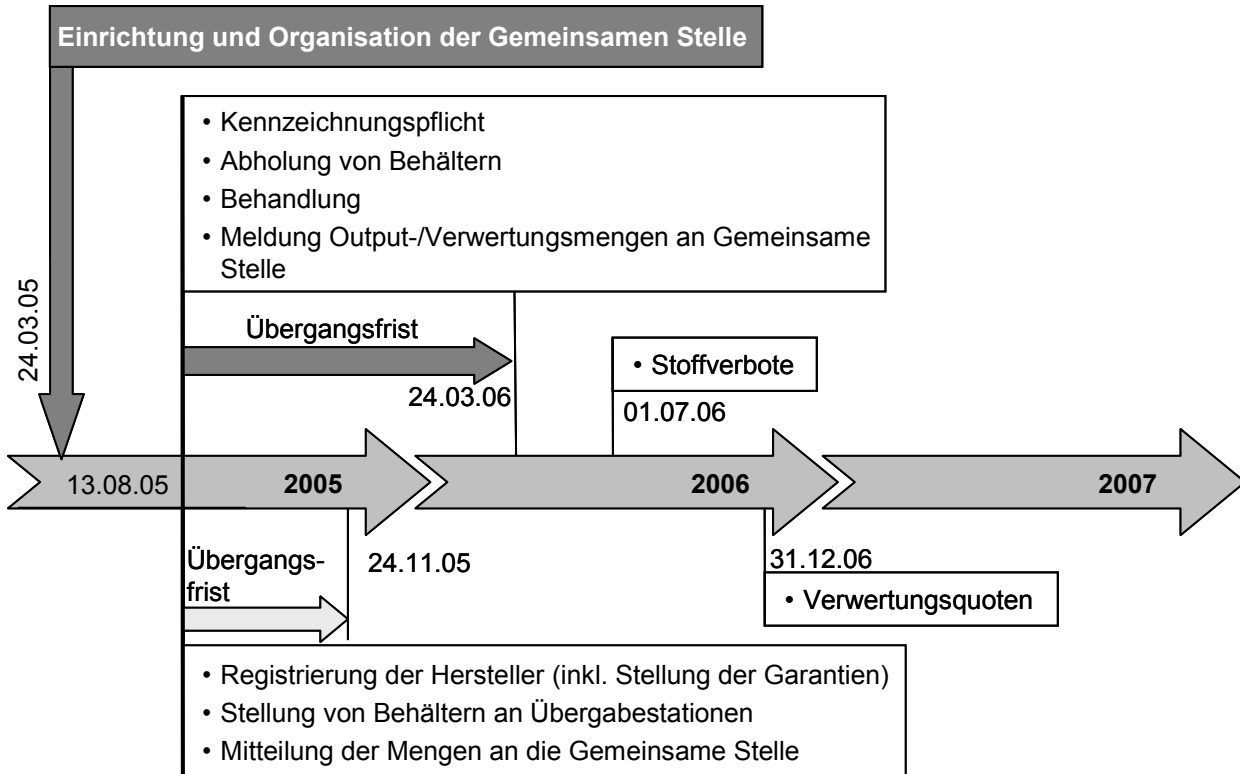 Einrichtung und Organisation der Gemeinsamen Stelle
• Kennzeichnungspflicht
• Abholung von Behältern
• Behandlung
• Meldung Output-/Verwertungsmengen an Gemeinsame
Stelle
24.03.05
Übergangsfrist
24.03.06
• Stoffverbote
01.07.06
13.08.05
2005
2006
2007
Übergangs-
frist
24.11.05
31.12.06
• Verwertungsquoten
• Registrierung der Hersteller (inkl. Stellung der Garantien)
• Stellung von Behältern an Übergabestationen
• Mitteilung der Mengen an die Gemeinsame Stelle